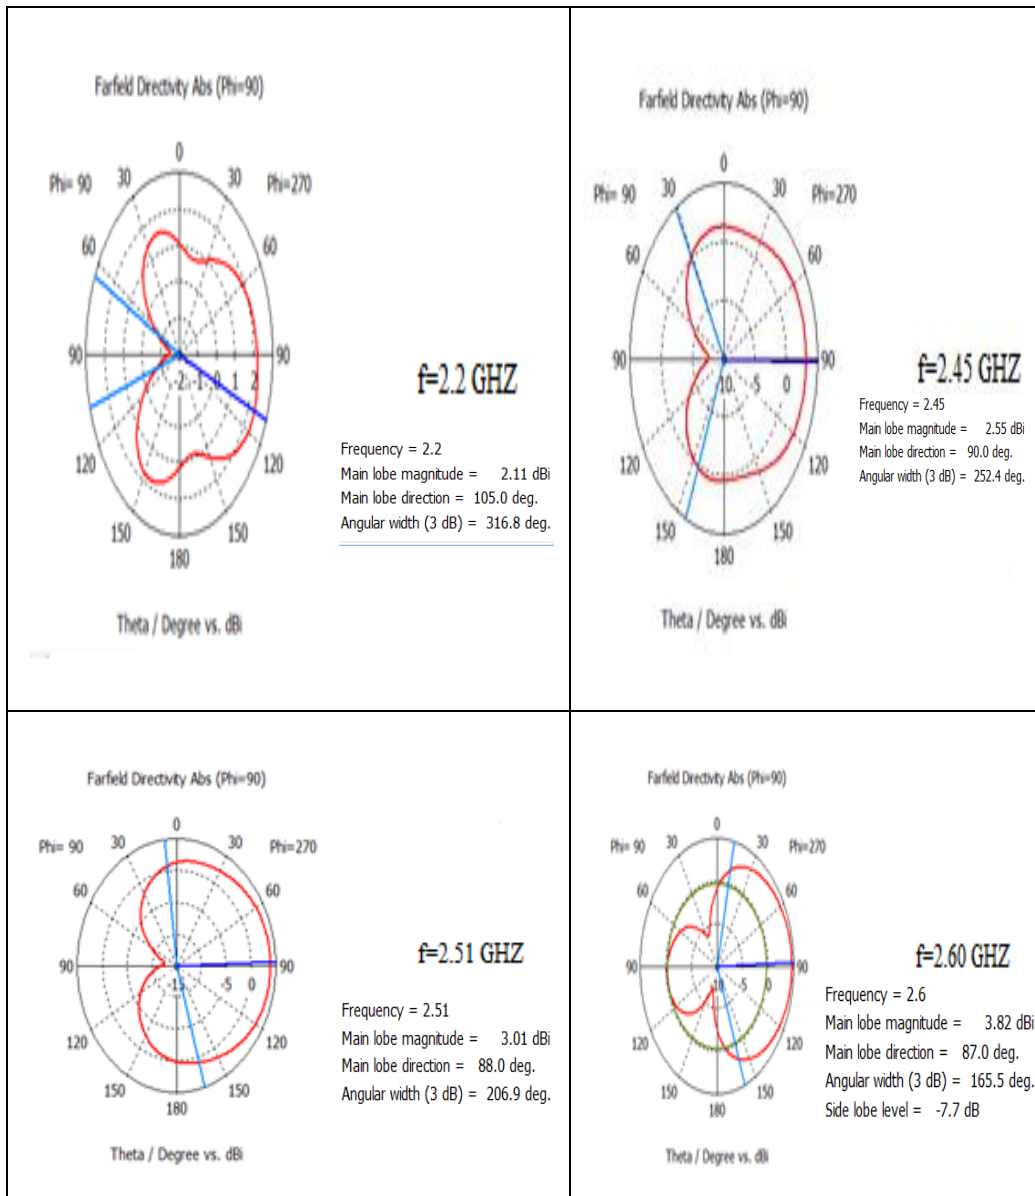 Farfield Directivity Abs (Phi=90)
0
Phi= 90 30 30 Phi=270
60 60
90 90
-2 -1 0 1 2
120 120
150 150
180
Theta / Degree vs. dBi
f=2.2 GHZ
Frequency = 2.2
Main lobe magnitude = 2.11 dBi
Main lobe direction = 105.0 deg.
Angular width (3 dB) = 316.8 deg.
Farfield Directivity Abs (Phi=90)
0
Phi= 90 30 30 Phi=270
60 60
90 90
-10 -5 0
120 120
150 150
180
Theta / Degree vs. dBi
f=2.45 GHZ
Frequency = 2.45
Main lobe magnitude = 2.55 dBi
Main lobe direction = 90.0 deg.
Angular width (3 dB) = 252.4 deg.
Farfield Directivity Abs (Phi=90)
0
Phi= 90 30 30 Phi=270
60 60
90 90
-15 -5 0
120 120
150 150
180
Theta / Degree vs. dBi
f=2.51 GHZ
Frequency = 2.51
Main lobe magnitude = 3.01 dBi
Main lobe direction = 88.0 deg.
Angular width (3 dB) = 206.9 deg.
Farfield Directivity Abs (Phi=90)
0
Phi= 90 30 30 Phi=270
60 60
90 90
-10 -5 0
120 120
150 150
180
Theta / Degree vs. dBi
f=2.60 GHZ
Frequency = 2.6
Main lobe magnitude = 3.82 dBi
Main lobe direction = 87.0 deg.
Angular width (3 dB) = 165.5 deg.
Side lobe level = -7.7 dB